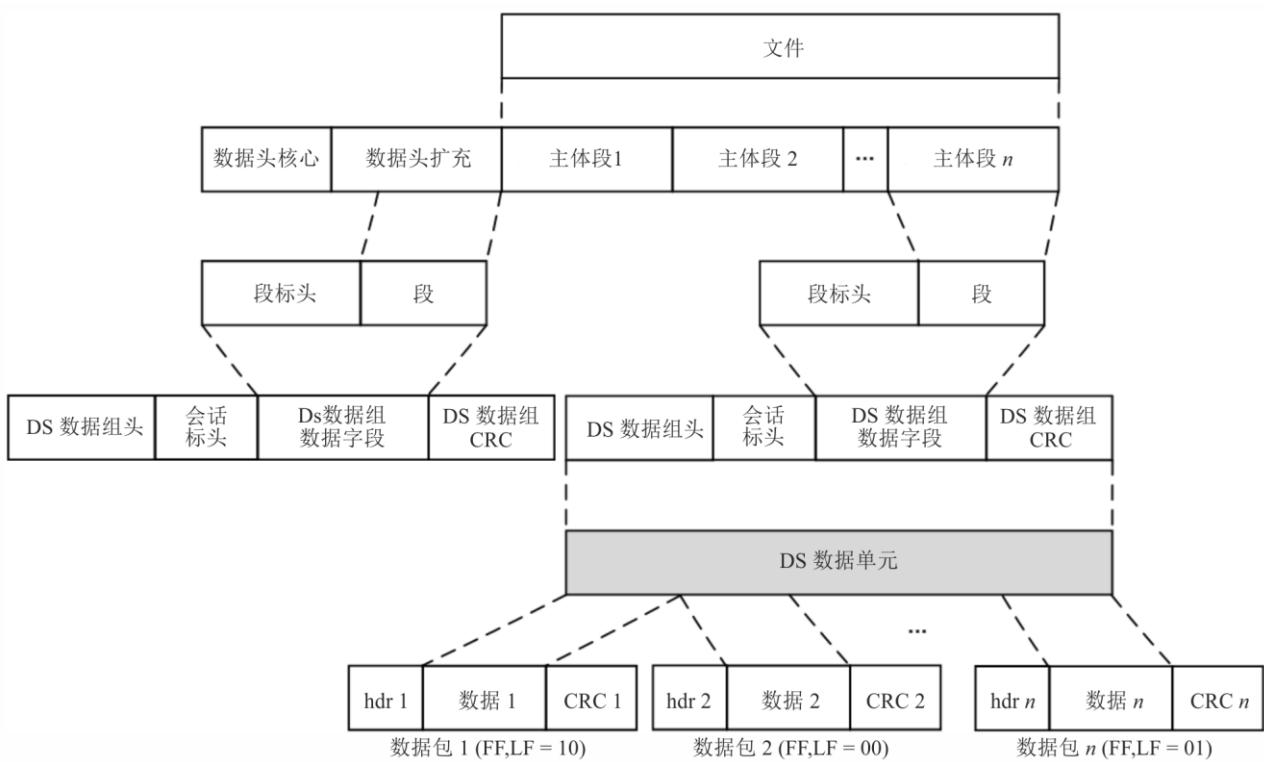 文件
数据头核心
数据头扩充
主体段1
主体段 2
...
主体段 n
段标头
段
段标头
段
DS 数据组头
会话
标头
Ds数据组
数据字段
DS 数据组
CRC
DS 数据组头
会话
标头
DS 数据组
数据字段
DS 数据组
CRC
DS 数据单元
...
hdr 1
数据 1
CRC 1
hdr 2
数据 2
CRC 2
hdr n
数据 n
CRC n
数据包 1 (FF,LF = 10)
数据包 2 (FF,LF = 00)
数据包 n (FF,LF = 01)